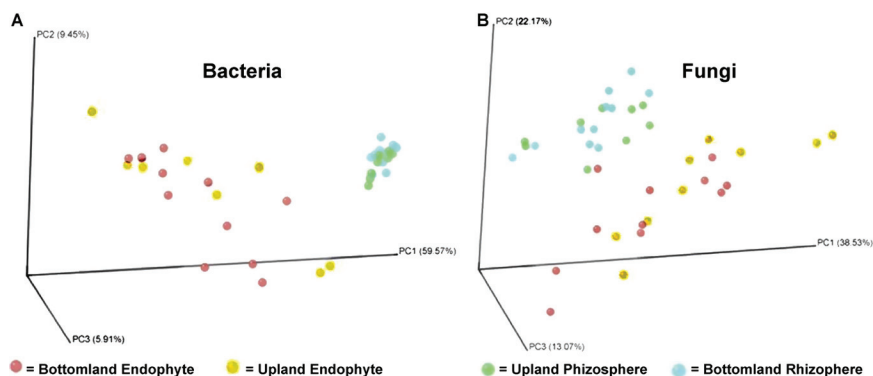 A
B
PC2 (9.45%)
PC2 (22.17%)
Bacteria
Fungi
PC1 (59.57%)
PC1 (38.53%)
PC3 (5.91%)
PC3 (13.07%)
= Bottomland Endophyte
= Upland Endophyte
= Upland Phizosphere
= Bottomland Rhizophere